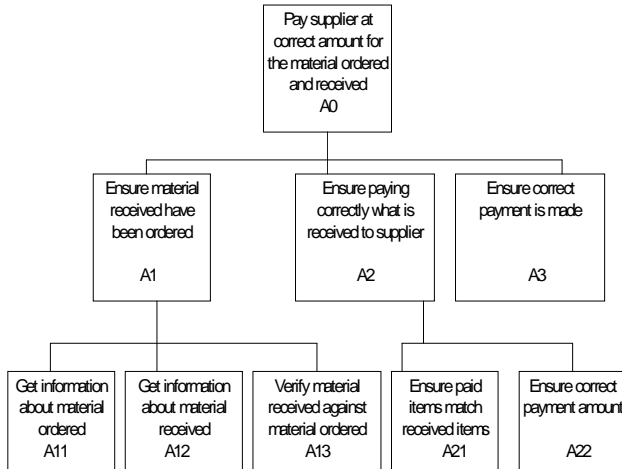 Pay supplier at
correct amount for
the material ordered
and received
A0
Ensure material
received have
been ordered
A1
Ensure paying
correctly what is
received to supplier
A2
Ensure correct
payment is made
A3
Get information
about material
ordered
A11
Get information
about material
received
A12
Verify material
received against
material ordered
A13
Ensure paid
items match
received items
A21
Ensure correct
payment amount
A22